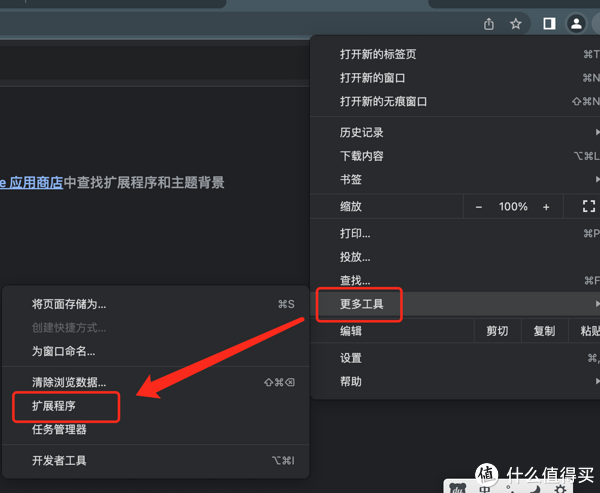 打开新的标签页 ⌘T
打开新的窗口 ⌘N
打开新的无痕窗口 ⇧⌘N
历史记录
下载内容 ⌥⌘L
书签
缩放 - 100% +
打印... ⌘P
投放...
查找... ⌘F
更多工具
编辑 剪切 复制 粘贴
设置 ⌘,
帮助
e 应用商店中查找扩展程序和主题背景
将页面存储为... ⌘S
创建快捷方式...
为窗口命名...
清除浏览数据... ⇧⌘⌫
扩展程序
任务管理器
开发者工具 ⌥⌘I
du 中
值 什么值得买